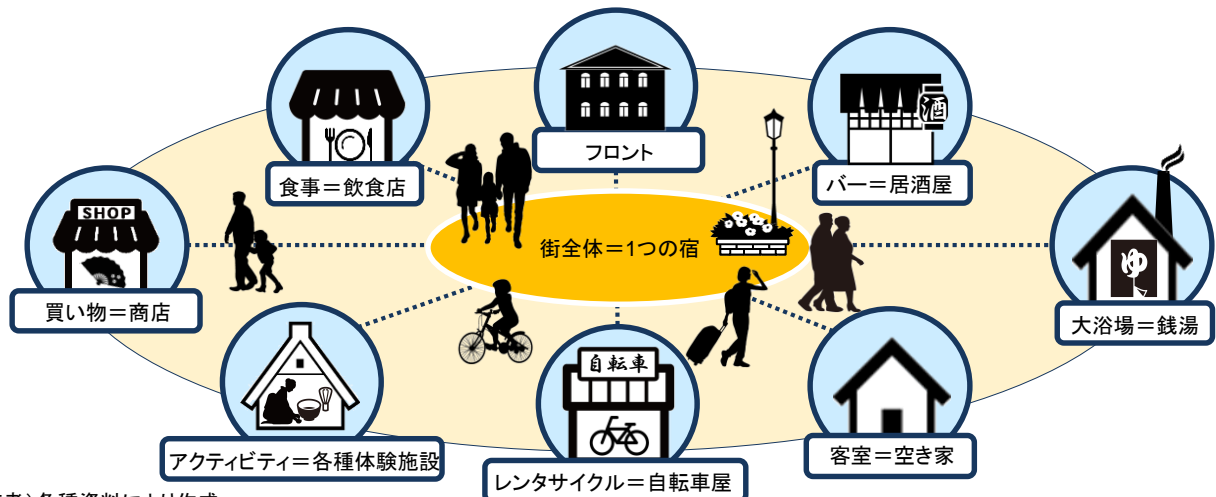 フロント
食事＝飲食店
酒
バー＝居酒屋
SHOP
買い物＝商店
街全体＝1つの宿
ゆ
大浴場＝銭湯
アクティビティ＝各種体験施設
自転車
レンタサイクル＝自転車屋
客室＝空き家